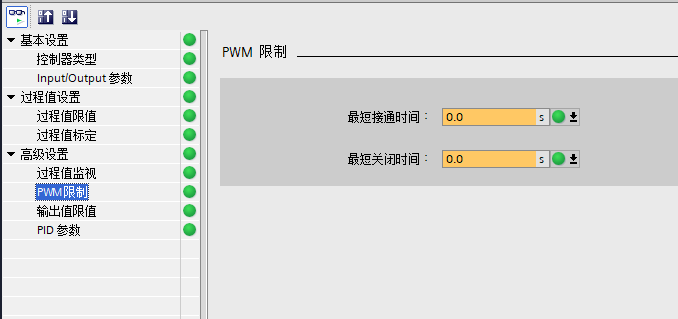 基本设置
控制器类型
Input/Output 参数
过程值设置
过程值限值
过程值标定
高级设置
过程值监视
PWM 限制
输出值限值
PID 参数
PWM 限制
最短接通时间： 0.0 s
最短关闭时间： 0.0 s